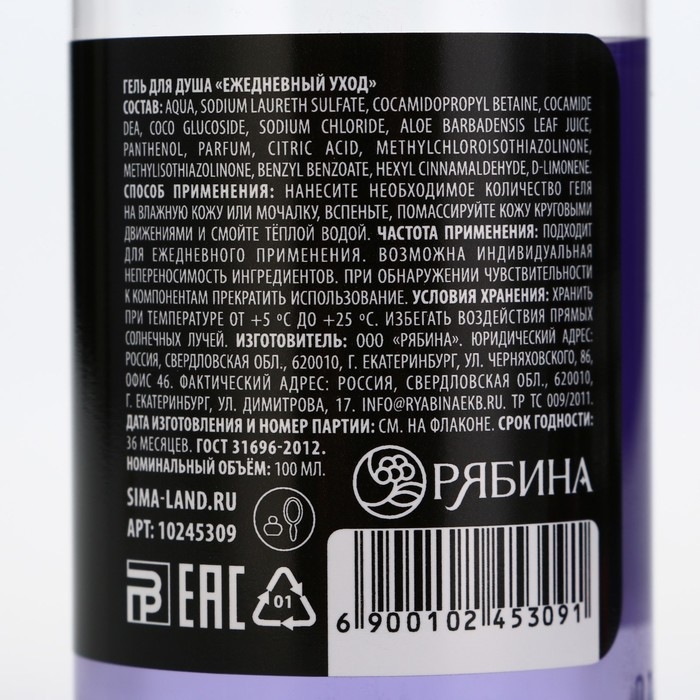 ГЕЛЬ ДЛЯ ДУША «ЕЖЕДНЕВНЫЙ УХОД»
СОСТАВ: AQUA, SODIUM LAURETH SULFATE, COCAMIDOPROPYL BETAINE, COCAMIDE
DEA, COCO GLUCOSIDE, SODIUM CHLORIDE, ALOE BARBADENSIS LEAF JUICE,
PANTHENOL, PARFUM, CITRIC ACID, METHYLCHLOROISOTHIAZOLINONE,
METHYLISOTHIAZOLINONE, BENZYL BENZOATE, HEXYL CINNAMALDEHYDE, D-LIMONENE.
СПОСОБ ПРИМЕНЕНИЯ: НАНЕСИТЕ НЕОБХОДИМОЕ КОЛИЧЕСТВО ГЕЛЯ
НА ВЛАЖНУЮ КОЖУ ИЛИ МОЧАЛКУ, ВСПЕНЬТЕ, ПОМАССИРУЙТЕ КОЖУ КРУГОВЫМИ
ДВИЖЕНИЯМИ И СМОЙТЕ ТЁПЛОЙ ВОДОЙ. ЧАСТОТА ПРИМЕНЕНИЯ: ПОДХОДИТ
ДЛЯ ЕЖЕДНЕВНОГО ПРИМЕНЕНИЯ. ВОЗМОЖНА ИНДИВИДУАЛЬНАЯ
НЕПЕРЕНОСИМОСТЬ ИНГРЕДИЕНТОВ. ПРИ ОБНАРУЖЕНИИ ЧУВСТВИТЕЛЬНОСТИ
К КОМПОНЕНТАМ ПРЕКРАТИТЬ ИСПОЛЬЗОВАНИЕ. УСЛОВИЯ ХРАНЕНИЯ: ХРАНИТЬ
ПРИ ТЕМПЕРАТУРЕ ОТ +5 ºС ДО +25 ºС. ИЗБЕГАТЬ ВОЗДЕЙСТВИЯ ПРЯМЫХ
СОЛНЕЧНЫХ ЛУЧЕЙ. ИЗГОТОВИТЕЛЬ: ООО «РЯБИНА». ЮРИДИЧЕСКИЙ АДРЕС:
РОССИЯ, СВЕРДЛОВСКАЯ ОБЛ., 620010, Г. ЕКАТЕРИНБУРГ, УЛ. ЧЕРНЯХОВСКОГО, 86,
ОФИС 46. ФАКТИЧЕСКИЙ АДРЕС: РОССИЯ, СВЕРДЛОВСКАЯ ОБЛ., 620010,
Г. ЕКАТЕРИНБУРГ, УЛ. ДИМИТРОВА, 17. INFO@RYABINAEKB.RU. ТР ТС 009/2011.
ДАТА ИЗГОТОВЛЕНИЯ И НОМЕР ПАРТИИ: СМ. НА ФЛАКОНЕ. СРОК ГОДНОСТИ:
36 МЕСЯЦЕВ. ГОСТ 31696-2012.
НОМИНАЛЬНЫЙ ОБЪЁМ: 100 МЛ.
РЯБИНА
SIMA-LAND.RU
АРТ: 10245309
ЕАС
01
6 900102 453091